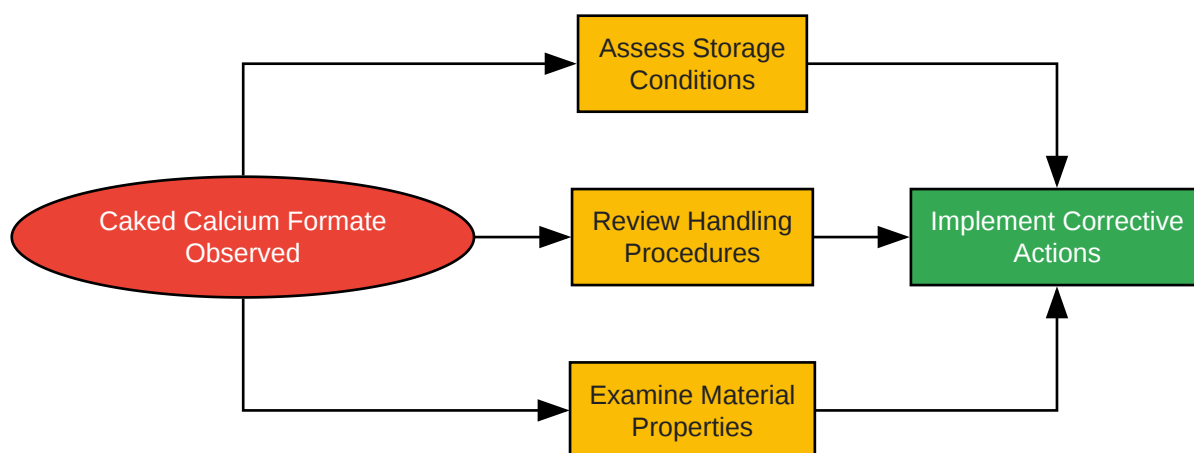 Assess Storage
Conditions
Caked Calcium Formate
Observed
Review Handling
Procedures
Implement Corrective
Actions
Examine Material
Properties